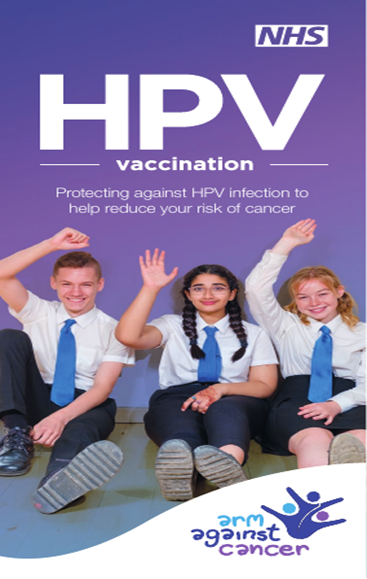 NHS
HPV
vaccination
Protecting against HPV infection to
help reduce your risk of cancer
arm
against
cancer